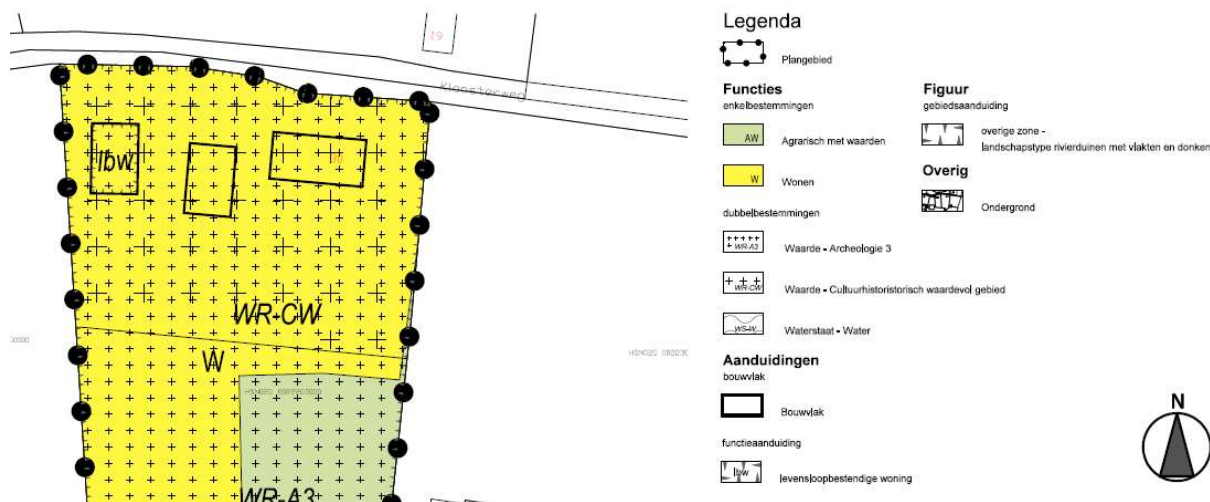 19
Kloosterweg
lbw
WR-CW
W
WR-A3
Legenda
Plangebied
Functies
enkelbestemmingen
AW
Agrarisch met waarden
W
Wonen
dubbelbestemmingen
WR-A3
Waarde - Archeologie 3
WR-CW
Waarde - Cultuurhistoristorisch waardevol gebied
WS-W
Waterstaat - Water
Aanduidingen
bouwvlak
Bouwvlak
functieaanduiding
lbw
levensloopbestendige woning
Figuur
gebiedsaanduiding
overige zone -
landschapstype rivierduinen met vlakten en donken
Overig
Ondergrond
N